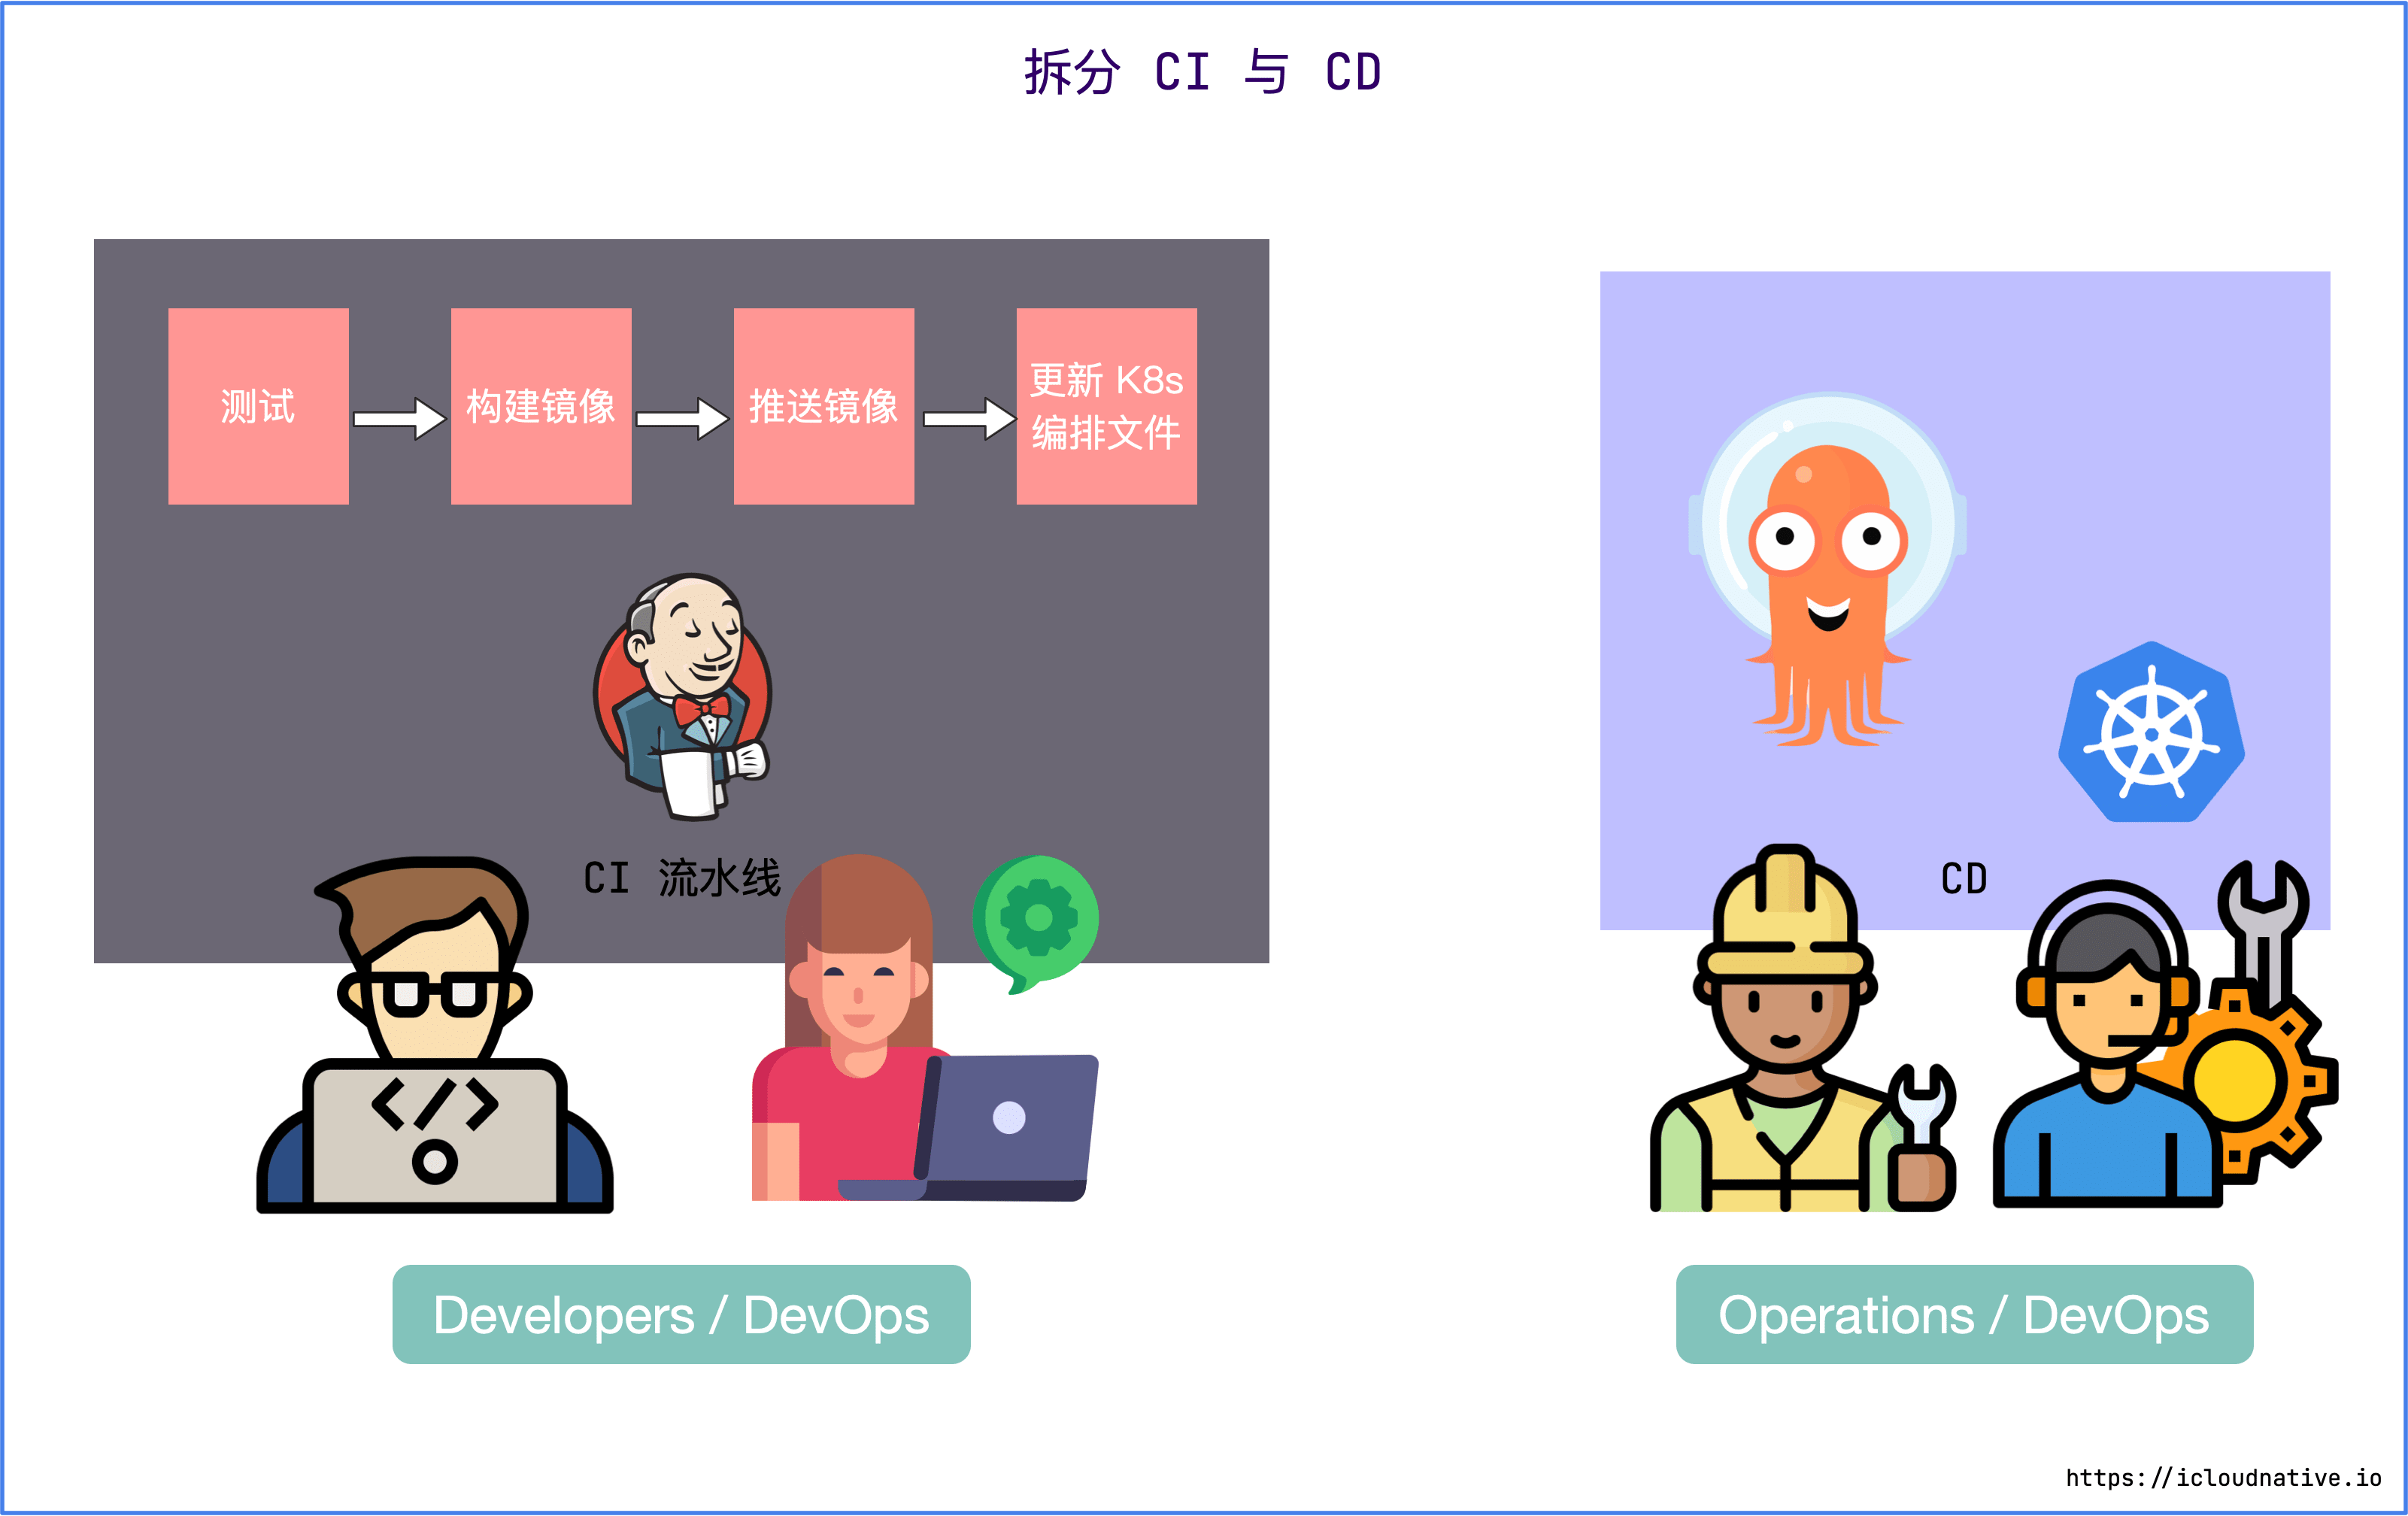 拆分 CI 与 CD
测试
构建镜像
推送镜像
更新 K8s
编排文件
CI 流水线
CD
Developers / DevOps
Operations / DevOps
https://icloudnative.io